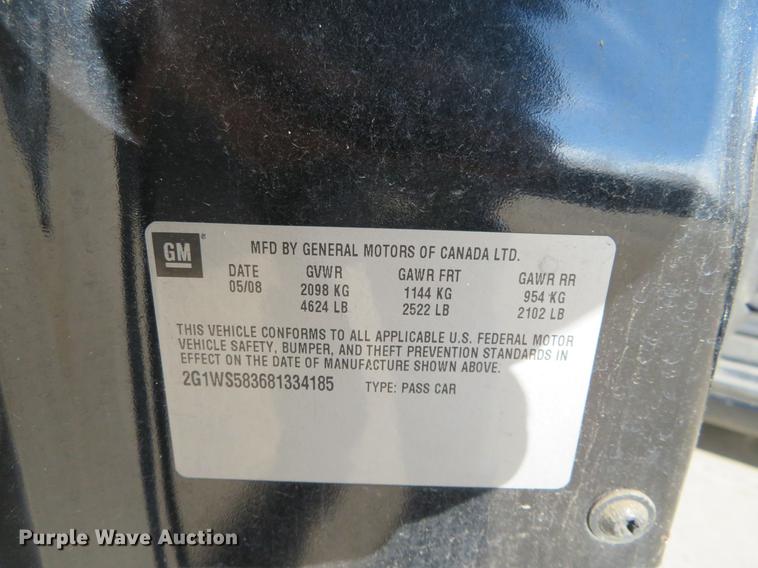 GM
MFD BY GENERAL MOTORS OF CANADA LTD.
DATE GVWR GAWR FRT GAWR RR
05/08 2098 KG 1144 KG 954 KG
4624 LB 2522 LB 2102 LB
THIS VEHICLE CONFORMS TO ALL APPLICABLE U.S. FEDERAL MOTOR
VEHICLE SAFETY, BUMPER, AND THEFT PREVENTION STANDARDS IN
EFFECT ON THE DATE OF MANUFACTURE SHOWN ABOVE.
2G1WS583681334185 TYPE: PASS CAR
Purple Wave Auction